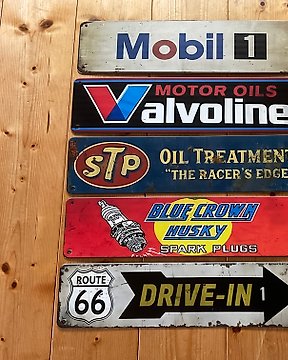 Mobil 1
MOTOR OILS
Valvoline
STP
OIL TREATMENT
"THE RACER'S EDGE
BLUE CROWN
HUSKY
SPARK PLUGS
ROUTE
66
DRIVE-IN 1